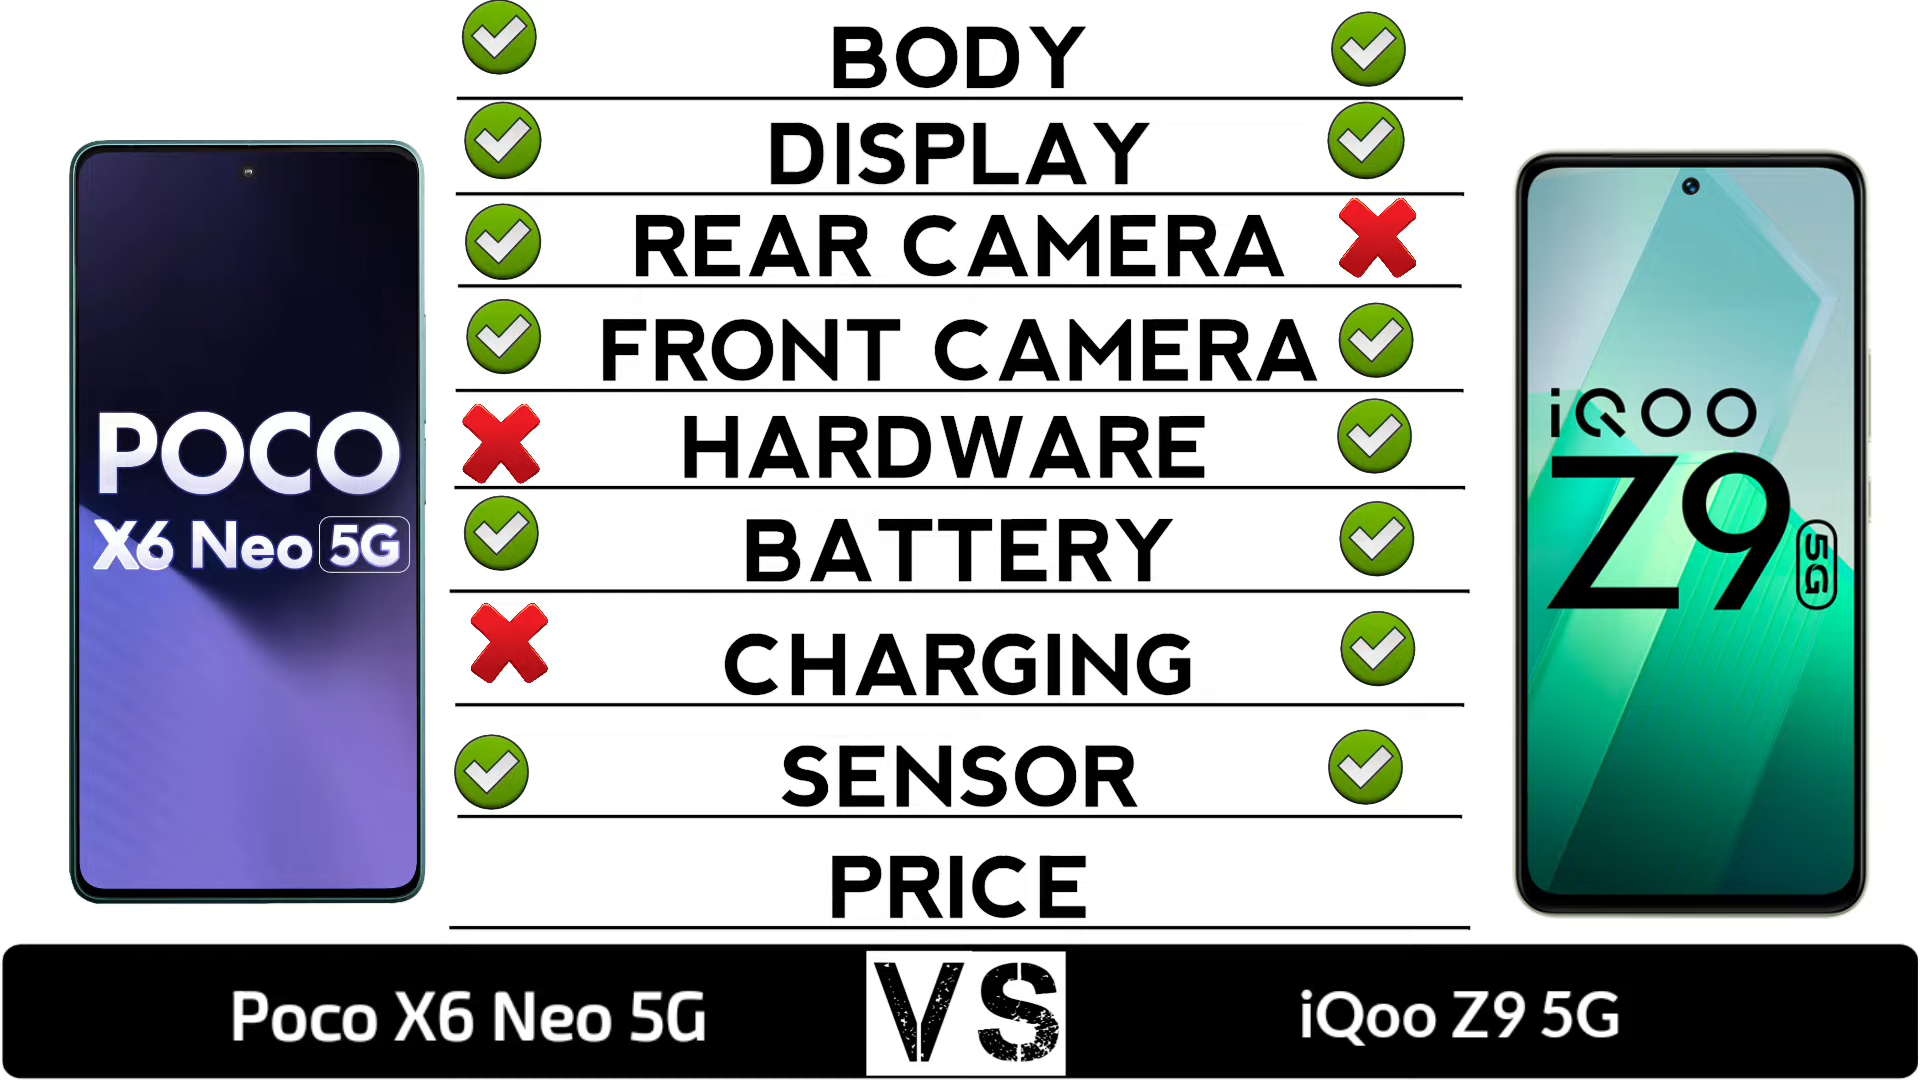 BODY
DISPLAY
REAR CAMERA
FRONT CAMERA
HARDWARE
BATTERY
CHARGING
SENSOR
PRICE
POCO
X6 Neo 5G
iQOO
Z9 5G
Poco X6 Neo 5G VS iQoo Z9 5G